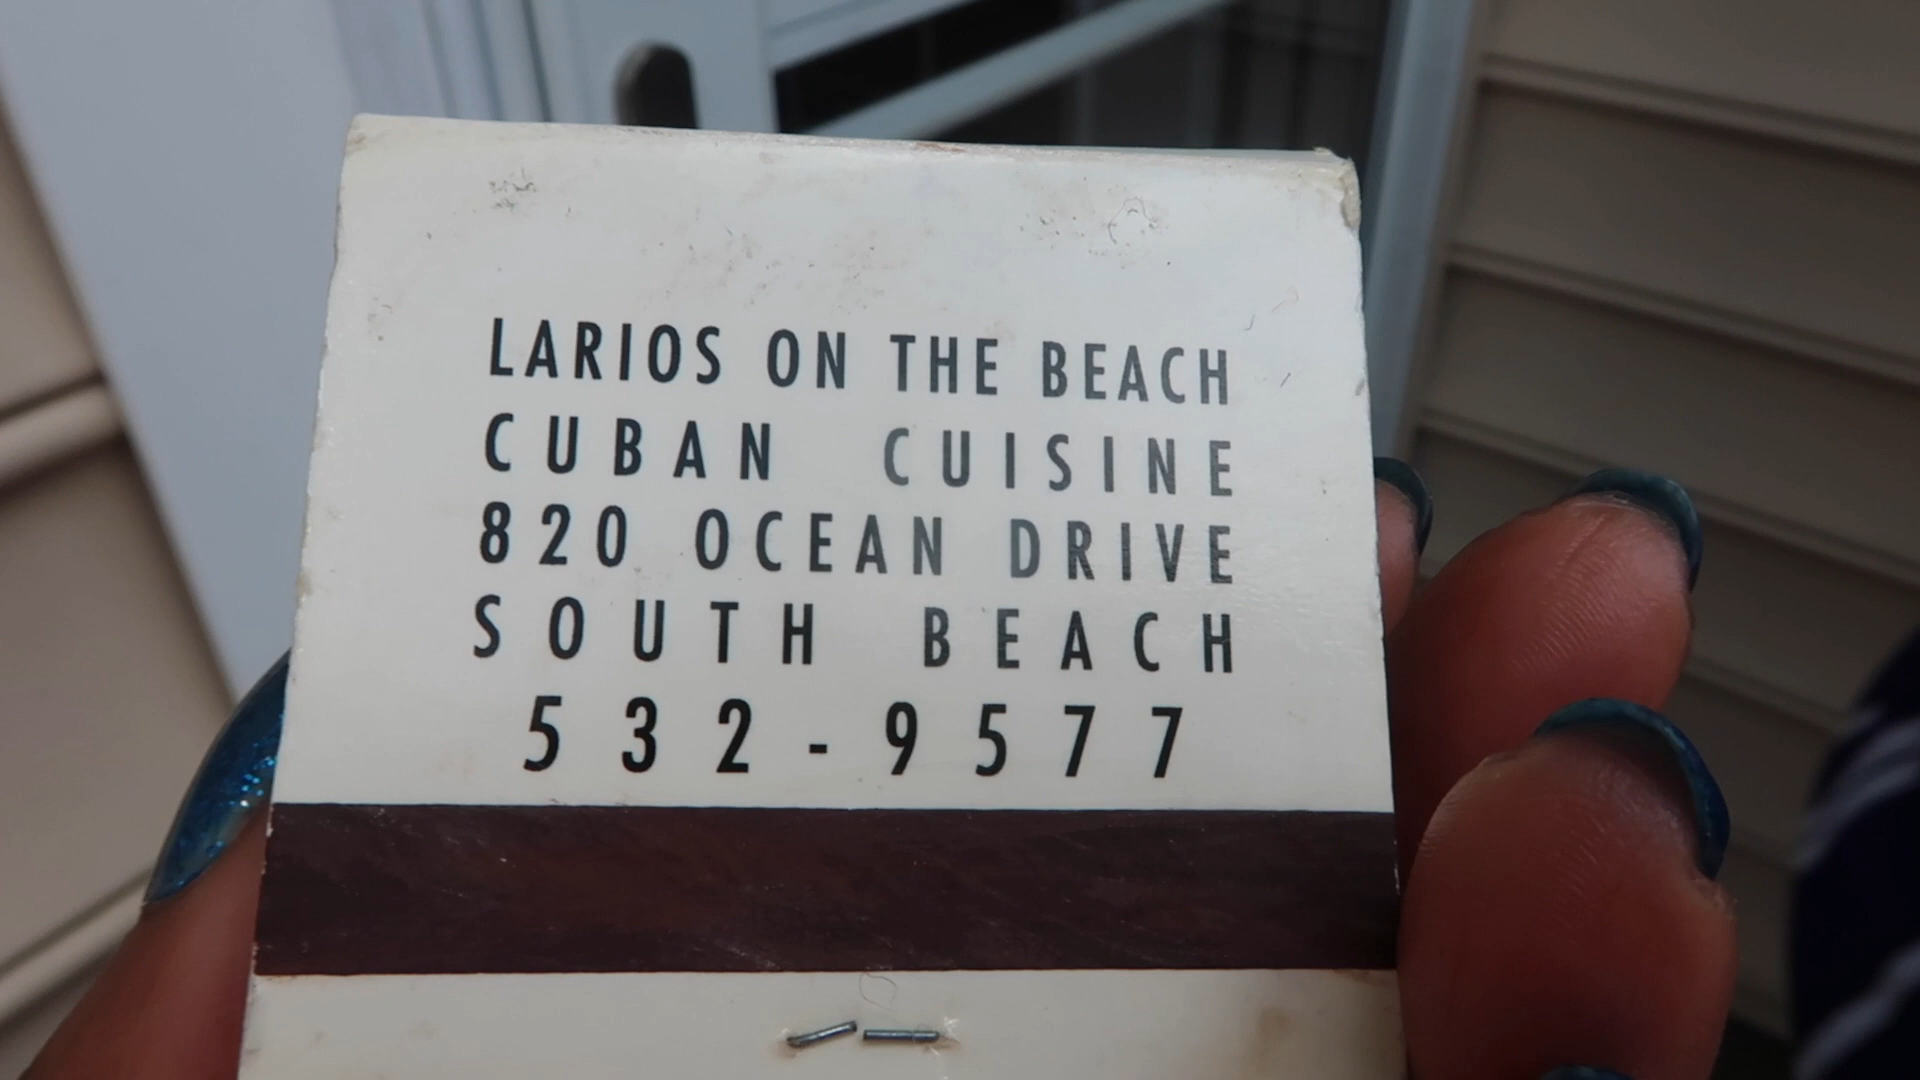 LARIOS ON THE BEACH
CUBAN CUISINE
820 OCEAN DRIVE
SOUTH BEACH
532-9577